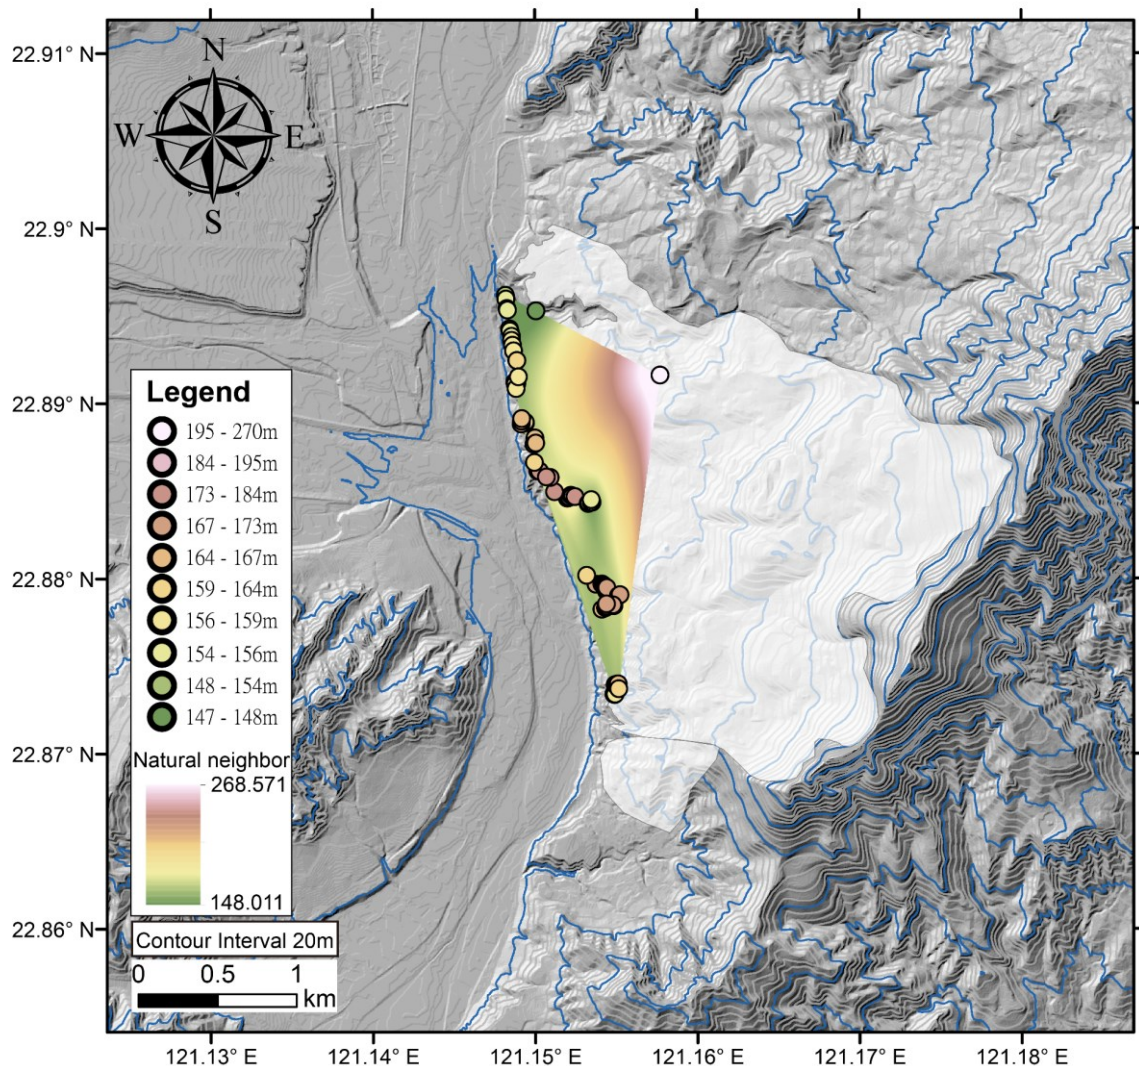 22.91° N
22.9° N
22.89° N
22.88° N
22.87° N
22.86° N
N
W
E
S
Legend
195 - 270m
184 - 195m
173 - 184m
167 - 173m
164 - 167m
159 - 164m
156 - 159m
154 - 156m
148 - 154m
147 - 148m
Natural neighbor
268.571
148.011
Contour Interval 20m
0 0.5 1
km
121.13° E 121.14° E 121.15° E 121.16° E 121.17° E 121.18° E